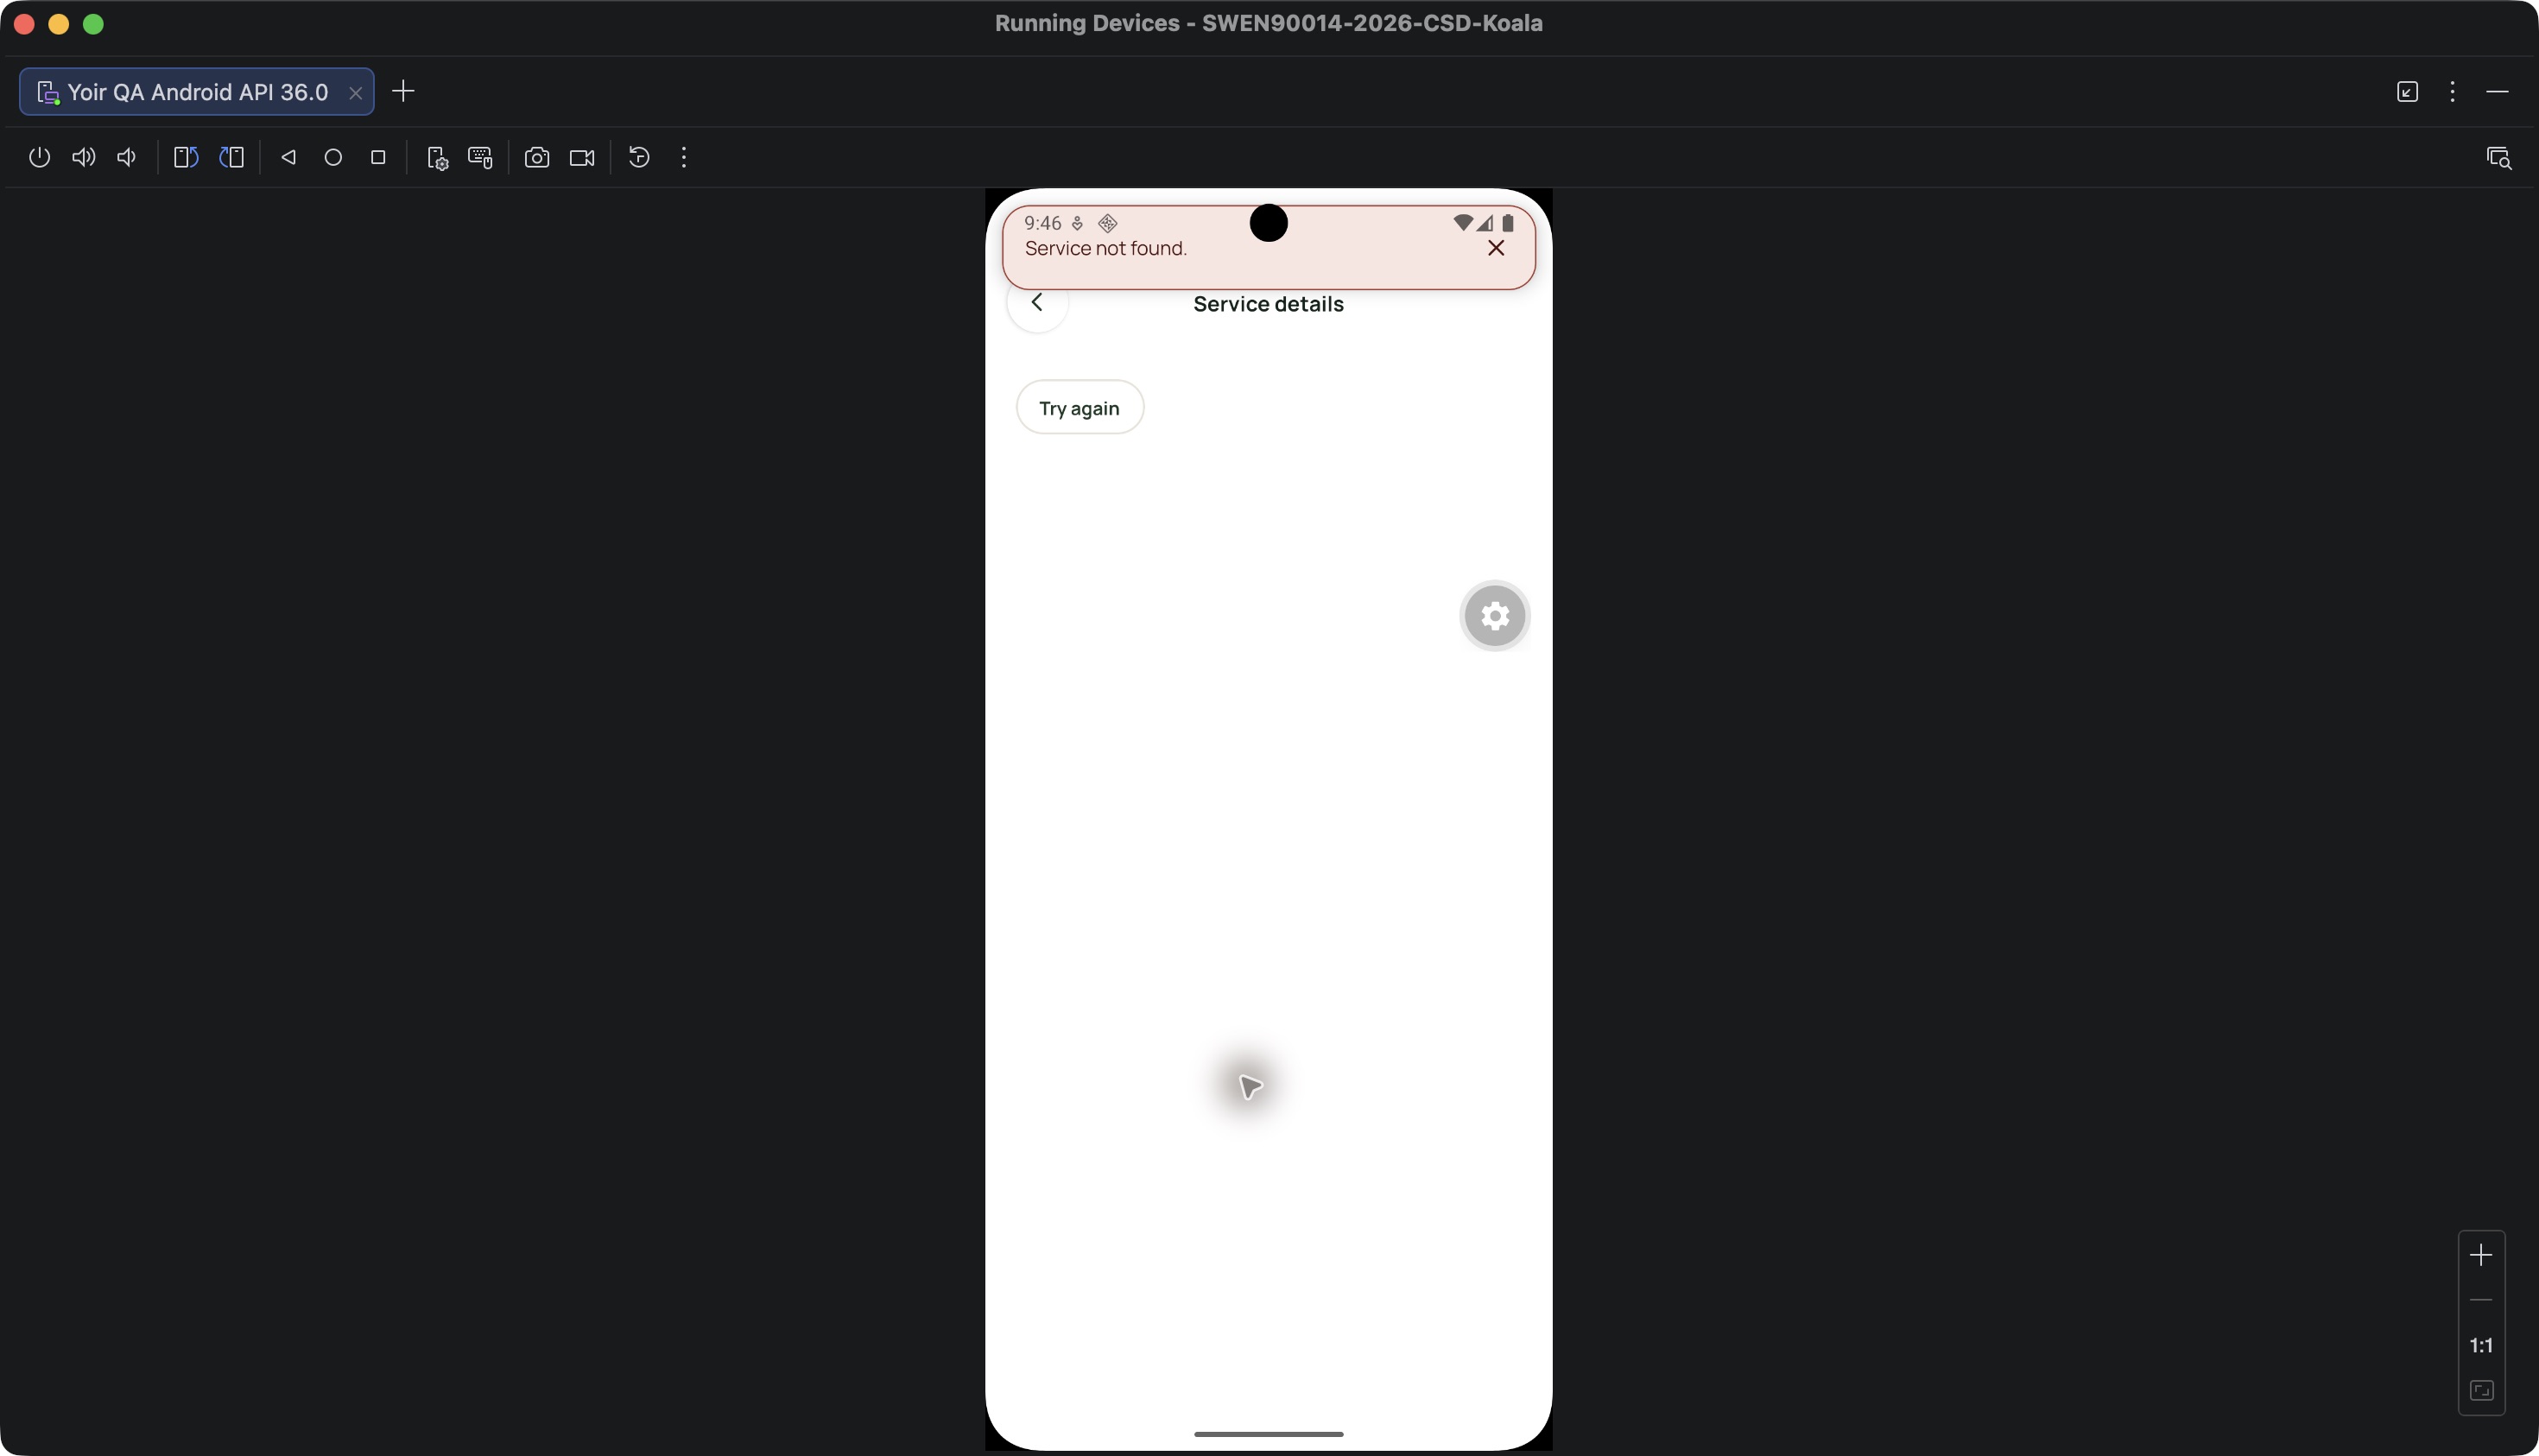 Running Devices - SWEN90014-2026-CSD-Koala
Yoir QA Android API 36.0
9:46
Service not found.
Service details
Try again
1:1